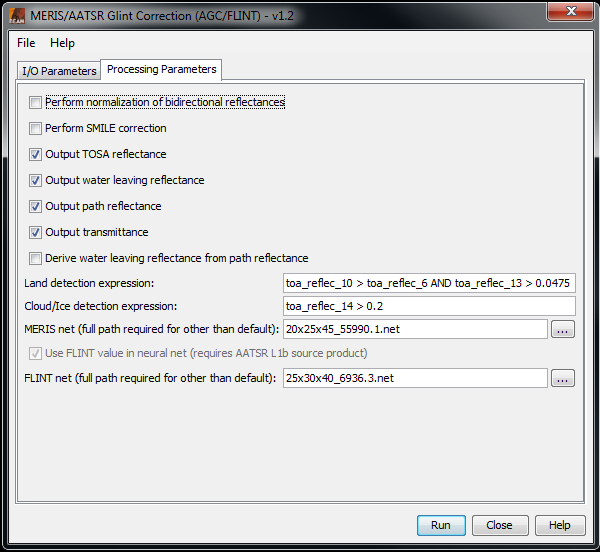 MERIS/AATSR Glint Correction (AGC/FLINT) - v1.2
File Help
I/O Parameters Processing Parameters
Perform normalization of bidirectional reflectances
Perform SMILE correction
Output TOSA reflectance
Output water leaving reflectance
Output path reflectance
Output transmittance
Derive water leaving reflectance from path reflectance
Land detection expression: toa_reflec_10 > toa_reflec_6 AND toa_reflec_13 > 0.0475
Cloud/Ice detection expression: toa_reflec_14 > 0.2
MERIS net (full path required for other than default): 20x25x45_55990.1.net ...
Use FLINT value in neural net (requires AATSR L1b source product)
FLINT net (full path required for other than default): 25x30x40_6936.3.net ...
Run Close Help